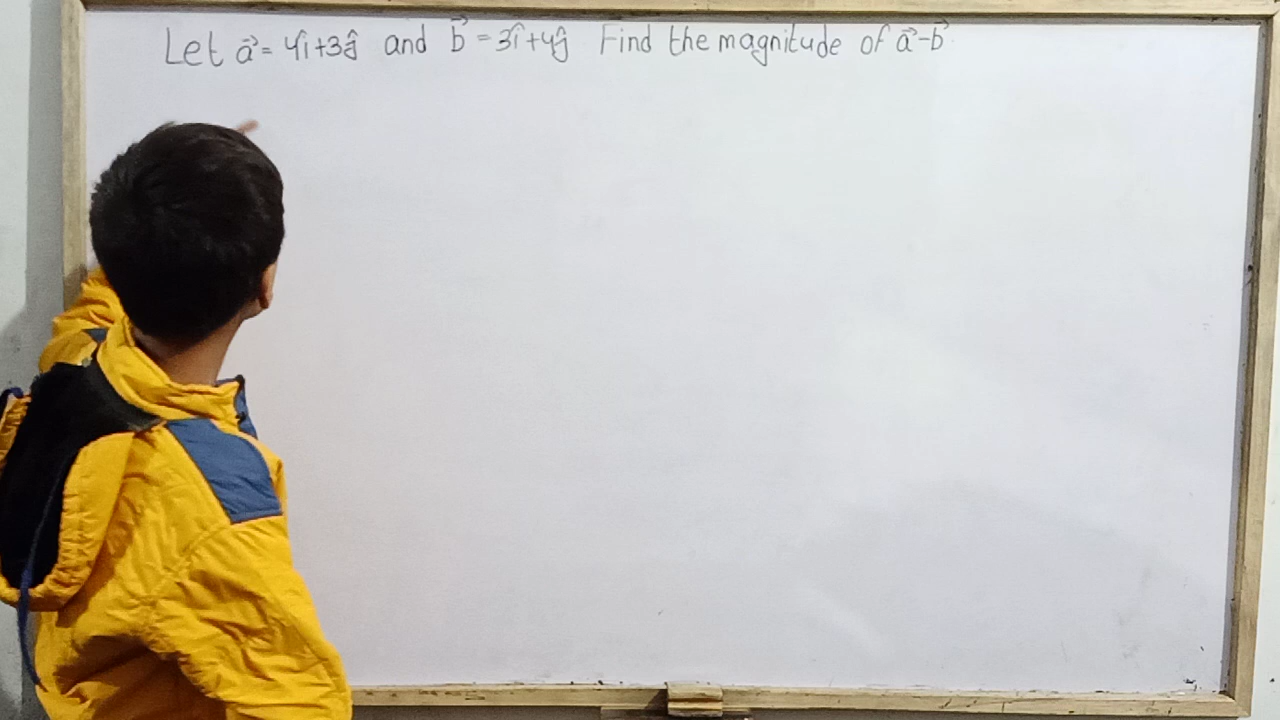 Let a⃗ = 4î+3ĵ and b⃗ = 3î+4ĵ Find the magnitude of a⃗-b⃗